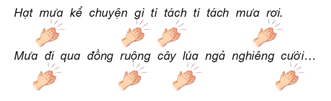 Hạt mưa kể chuyện gì tí tách tí tách mưa rơi.
Mưa đi qua đồng ruộng cây lúa ngả nghiêng cười...